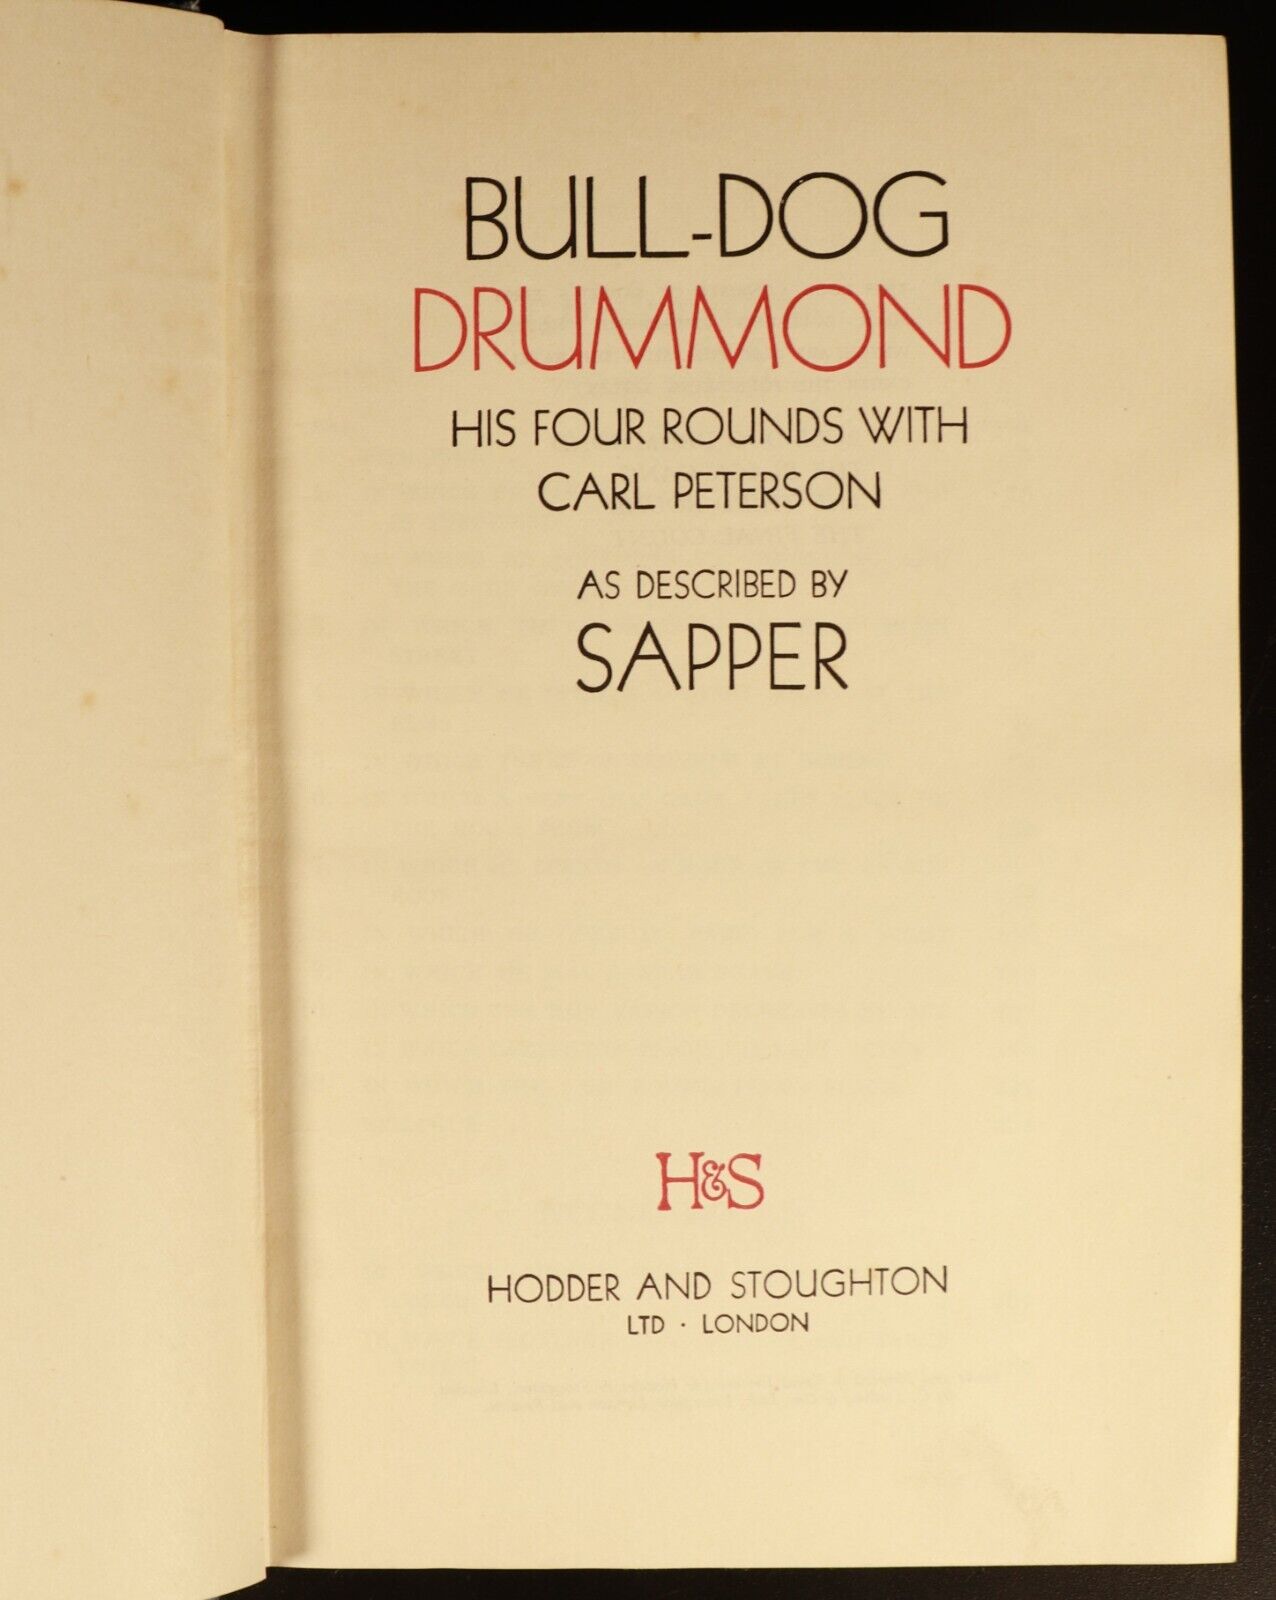 BULL-DOG
DRUMMOND
HIS FOUR ROUNDS WITH
CARL PETERSON
AS DESCRIBED BY
SAPPER
H&S
HODDER AND STOUGHTON
LTD · LONDON